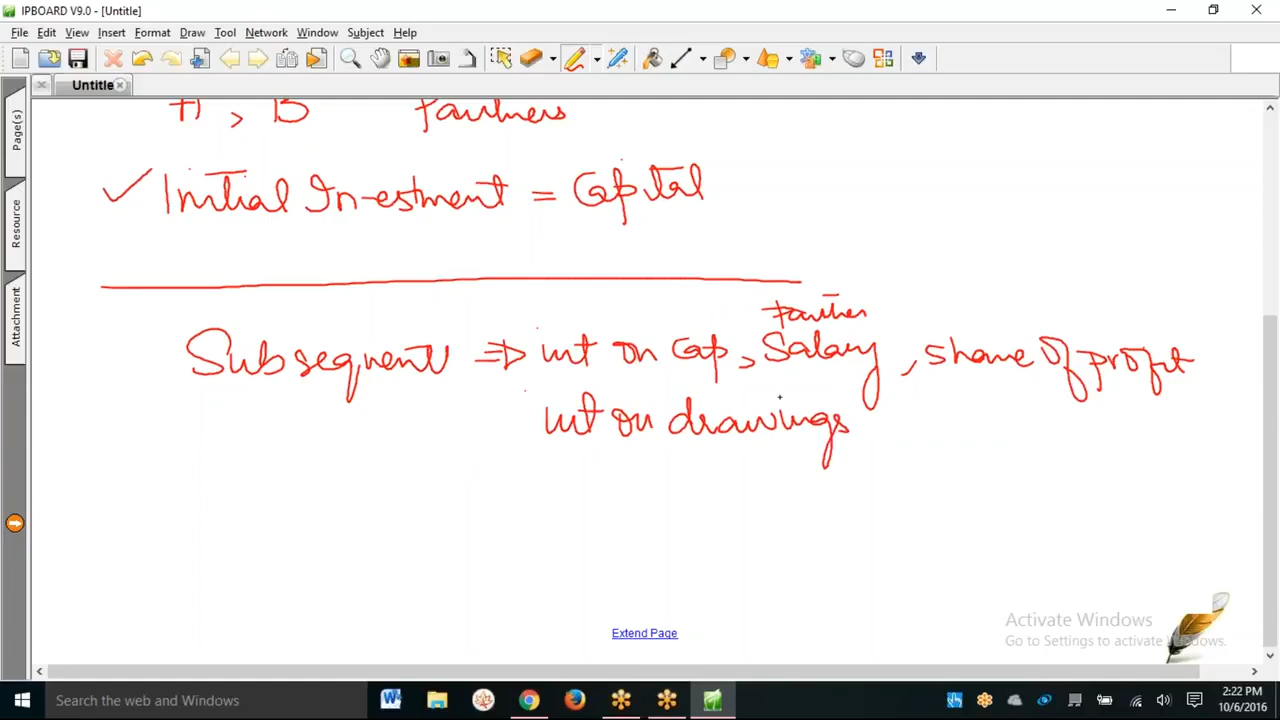 IPBOARD V9.0 - [Untitle]
File Edit View Insert Format Draw Tool Network Window Subject Help
Untitle
Page(s)
Resource
Attachment
A, B Partners
Initial Investment = Capital
Subsequent ⇒ int on Cap, Partner Salary, share of profit
int on drawings
Extend Page
Activate Windows
Go to Settings to activate Windows.
Search the web and Windows
2:22 PM
10/6/2016